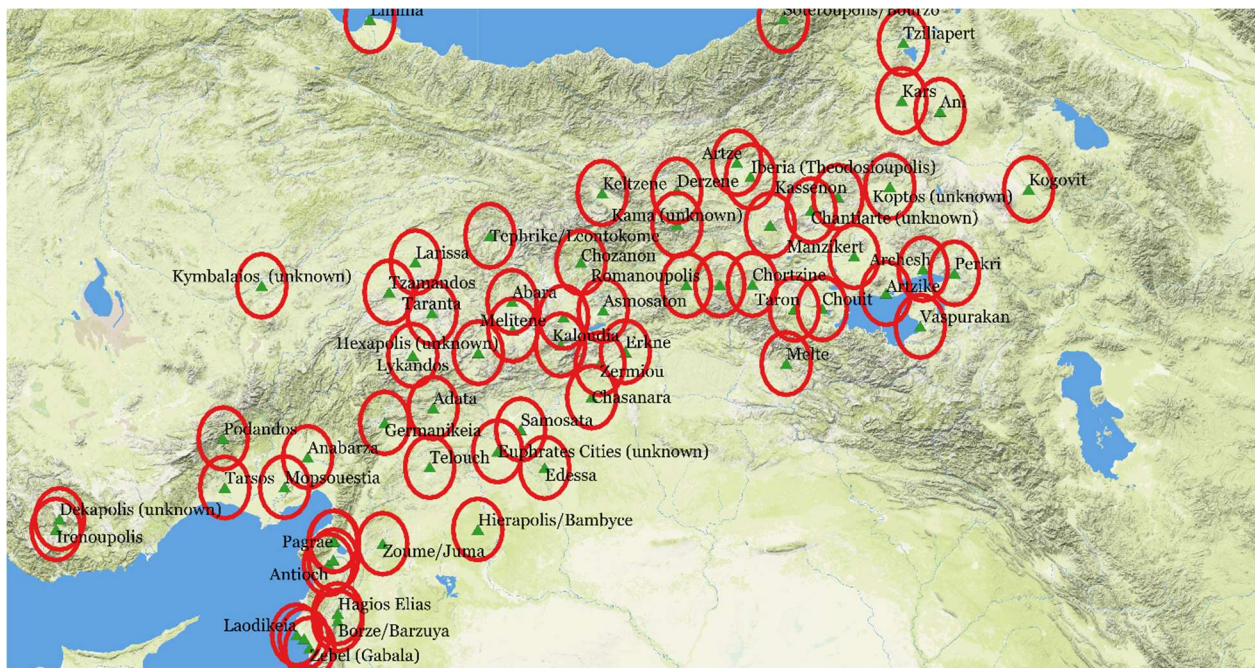 Limnia
Soteroupons/Bourzo
Tzlliapert
Kars
Ani
Artze
Iberia (Theodosioupolis)
Keltzene
Derzene
Kassenon
Koptos (unknown)
Kogovit
Kama (unknown)
Chantiarte (unknown)
Tephrike/Leontokome
Manzikert
Larissa
Chozanon
Archesh
Perkri
Kymbalaios (unknown)
Tzamandos
Romanoupolis
Chortzine
Artzike
Abara
Taranta
Asmosaton
Taron
Chouit
Melitene
Vaspurakan
Kaloudia
Erkne
Hexapolis (unknown)
Lykandos
Melte
Zermiou
Adata
Chasanara
Podandos
Germanikeia
Samosata
Anabarza
Euphrates Cities (unknown)
Telouch
Edessa
Tarsos
Mopsouestia
Dekapolis (unknown)
Irenoupolis
Hierapolis/Bambyce
Pagrae
Zoume/Juma
Antioch
Hagios Elias
Laodikeia
Borze/Barzuya
Zebel (Gabala)